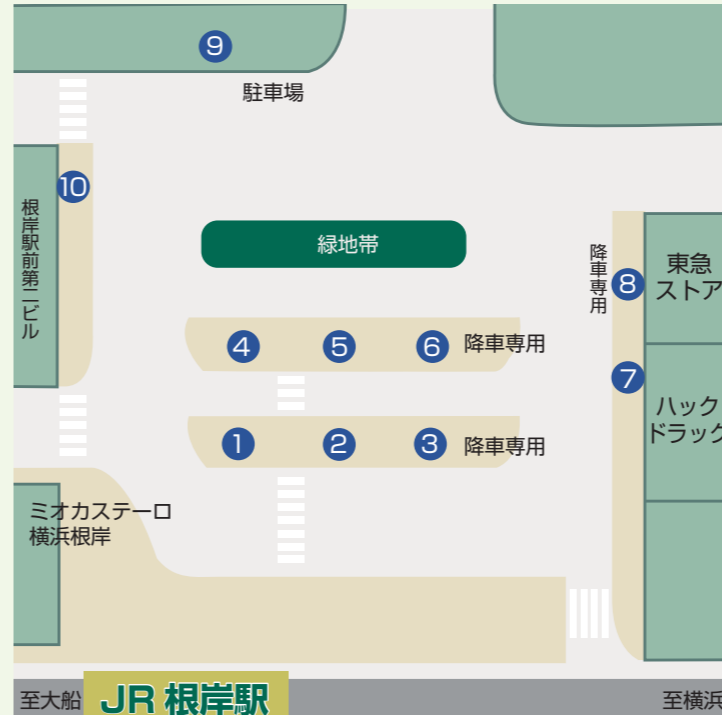 9
駐車場
10
根岸駅前第二ビル
緑地帯
降車専用
8
東急
ストア
4
5
6
降車専用
7
ハック
ドラッグ
1
2
3
降車専用
ミオカステーロ
横浜根岸
至大船
JR 根岸駅
至横浜